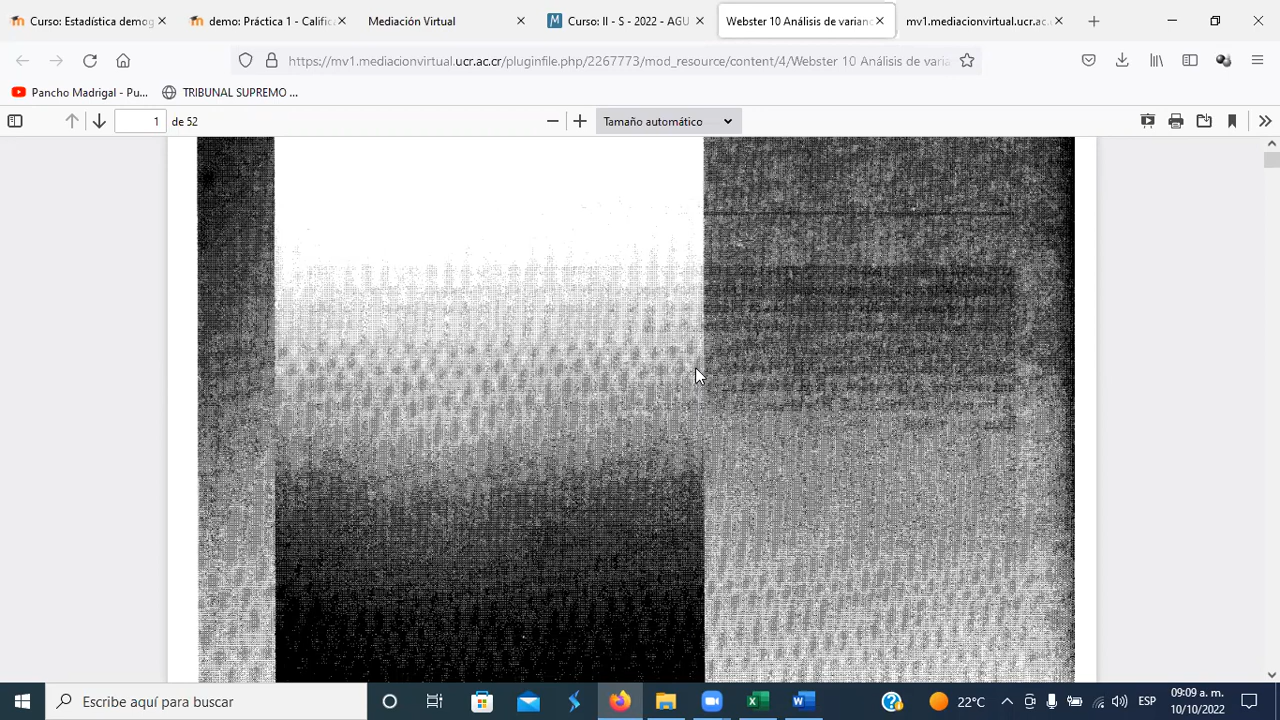 Curso: Estadística demog
demo: Práctica 1 - Califica
Mediación Virtual
Curso: II - S - 2022 - AGU
Webster 10 Análisis de varianc
mv1.mediacionvirtual.ucr.ac.c
https://mv1.mediacionvirtual.ucr.ac.cr/pluginfile.php/2267773/mod_resource/content/4/Webster 10 Análisis de varia
Pancho Madrigal - Pu...
TRIBUNAL SUPREMO ...
1 de 52
Tamaño automático
Escribe aquí para buscar
22°C
ESP
09:09 a. m.
10/10/2022